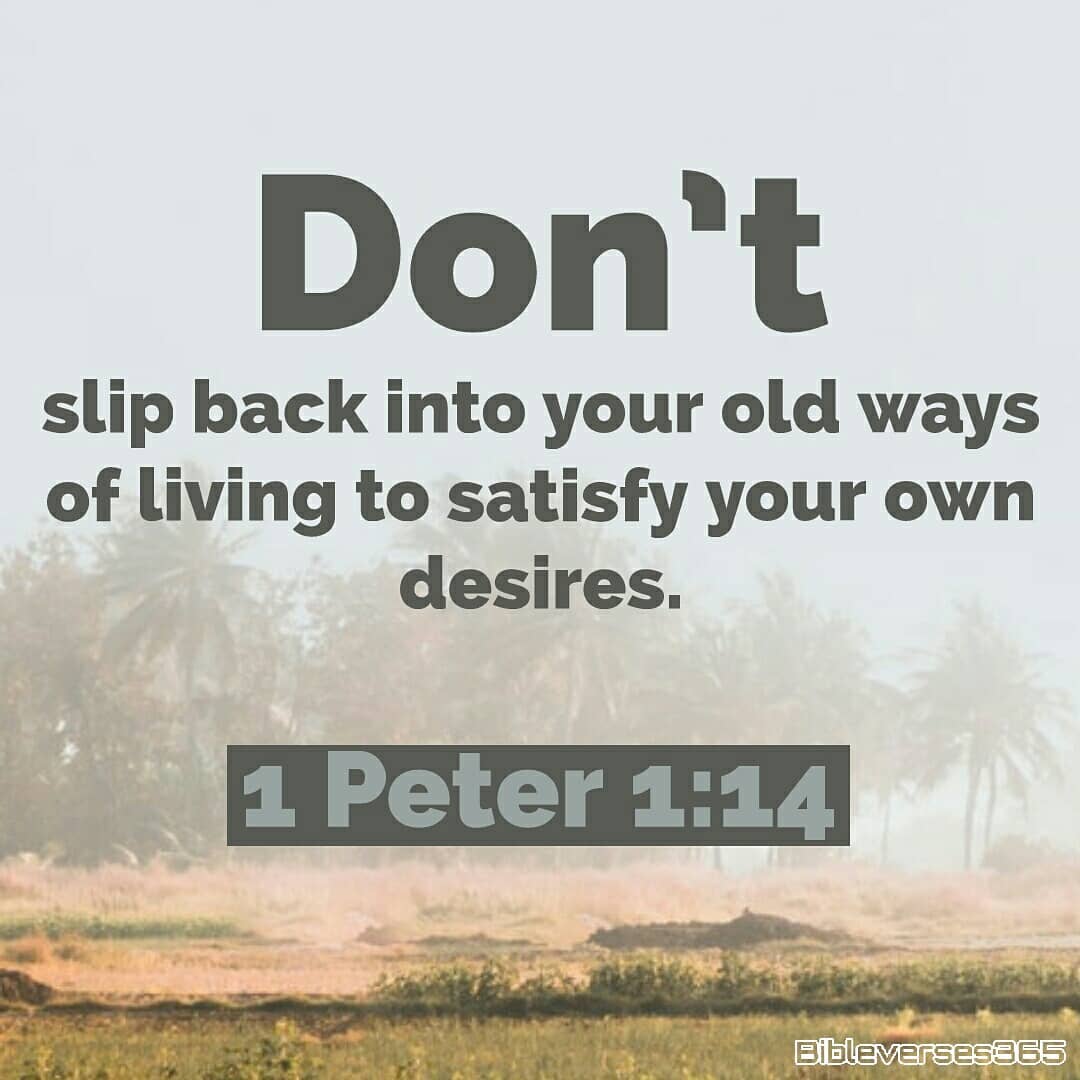 Don't
slip back into your old ways
of living to satisfy your own
desires.
1 Peter 1:14
Bibleverses365